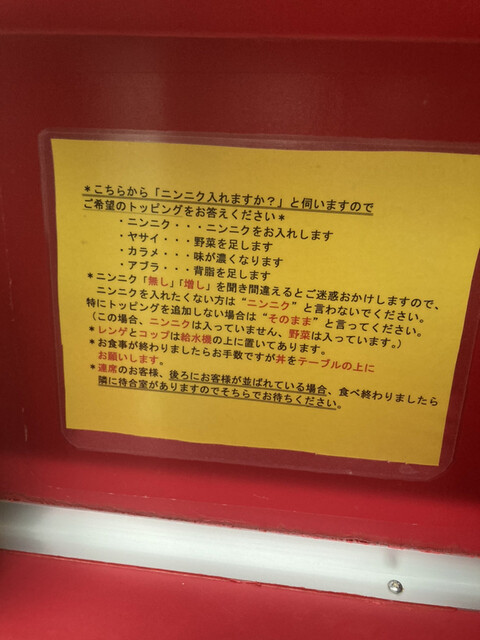 *こちらから「ニンニク入れますか?」と伺いますので
ご希望のトッピングをお答えください*
・ニンニク・・・ニンニクをお入れします
・ヤサイ・・・野菜を足します
・カラメ・・・味が濃くなります
・アブラ・・・背脂を足します
*ニンニク「無し」「増し」を聞き間違えるとご迷惑おかけしますので、
ニンニクを入れたくない方は“ニンニク”と言わないでください。
特にトッピングを追加しない場合は“そのまま”と言ってください。
(この場合、ニンニクは入っていません、野菜は入っています。)
*レンゲとコップは給水機の上に置いてあります。
*お食事が終わりましたらお手数ですが丼をテーブルの上に
お願いします。
*連席のお客様、後ろにお客様が並ばれている場合、食べ終わりましたら
隣に待合室がありますのでそちらでお待ちください。